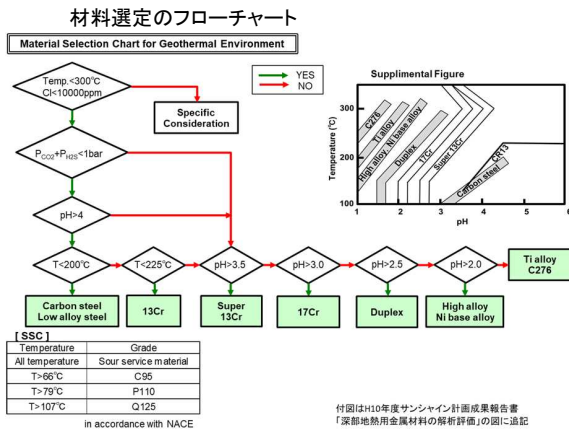 材料選定のフローチャート
Material Selection Chart for Geothermal Environment
Temp.<300℃
Cl<10000ppm
YES
NO
Specific
Consideration
Supplimental Figure
Temperature (℃)
300
200
100
C276
Ti alloy
High alloy, Ni base alloy
Duplex
17Cr
Super 13Cr
CR13
Carbon steel
1
2
3
4
5
6
pH
PCO2+PH2S<1bar
pH>4
T<200℃
T<225℃
pH>3.5
pH>3.0
pH>2.5
pH>2.0
Ti alloy
C276
Carbon steel
Low alloy steel
13Cr
Super
13Cr
17Cr
Duplex
High alloy
Ni base alloy
[ SSC ]
Temperature Grade
All temperature Sour service material
T>66℃ C95
T>79℃ P110
T>107℃ Q125
in accordance with NACE
付図はH10年度サンシャイン計画成果報告書
「深部地熱用金属材料の解析評価」の図に追記